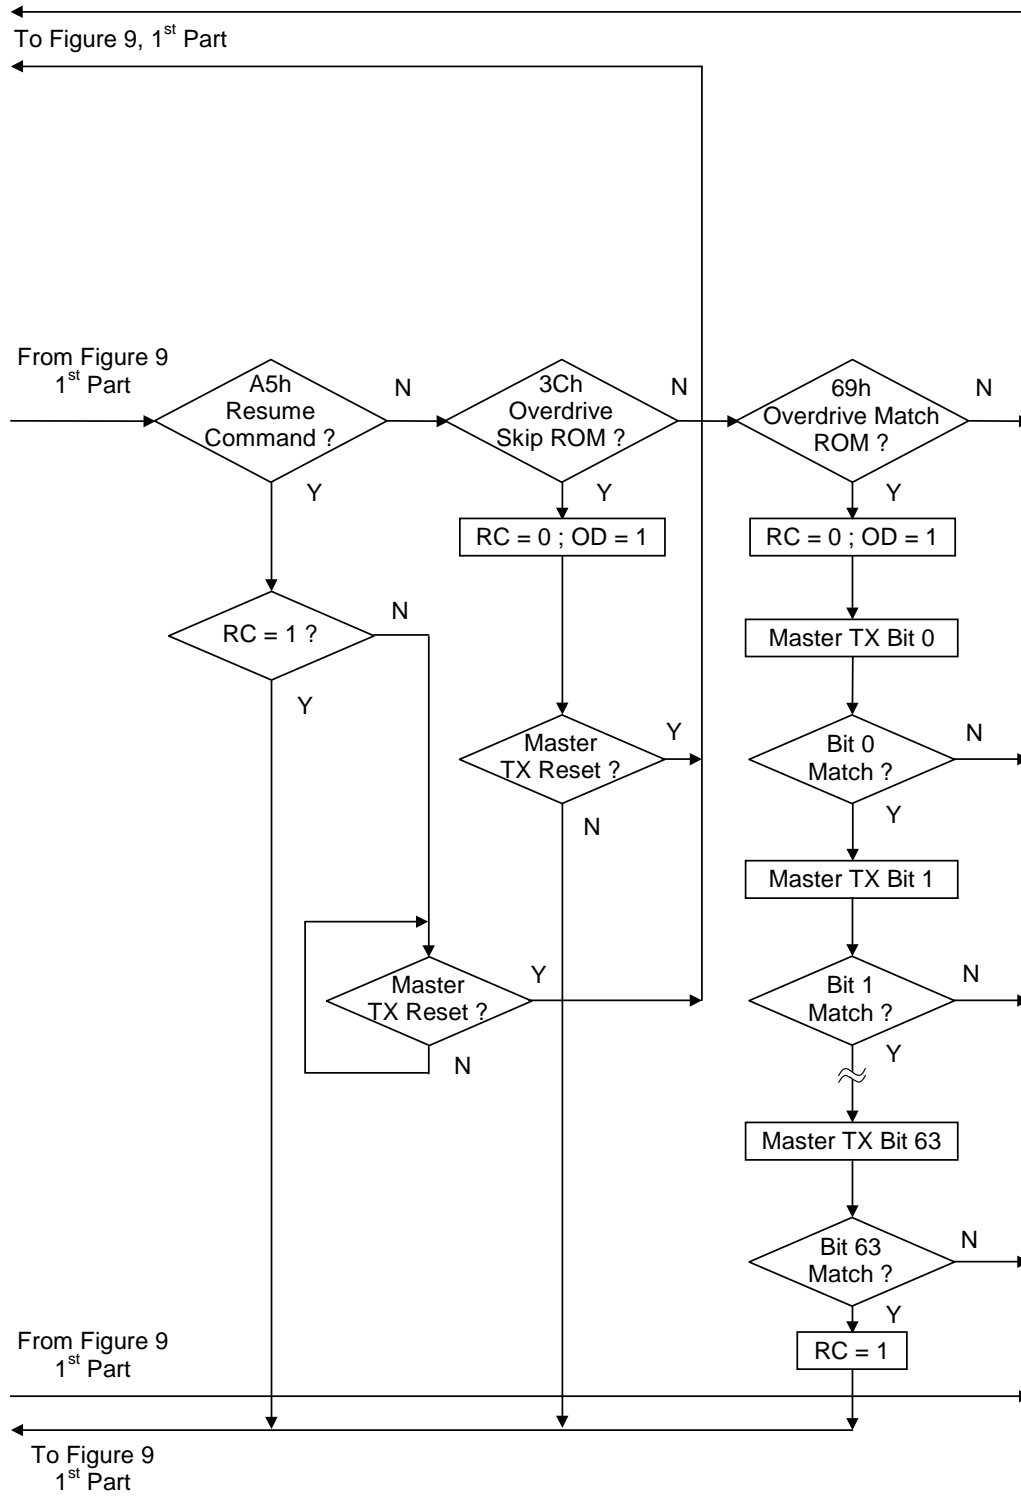 To Figure 9, 1st Part
From Figure 9
1st Part
A5h
Resume
Command ?
N
Y
3Ch
Overdrive
Skip ROM ?
N
Y
69h
Overdrive Match
ROM ?
N
Y
RC = 0 ; OD = 1
RC = 0 ; OD = 1
RC = 1 ?
N
Y
Master TX Bit 0
Master
TX Reset ?
Y
N
Bit 0
Match ?
N
Y
Master TX Bit 1
Master
TX Reset ?
Y
N
Bit 1
Match ?
N
Y
Master TX Bit 63
Bit 63
Match ?
N
Y
From Figure 9
1st Part
RC = 1
To Figure 9
1st Part